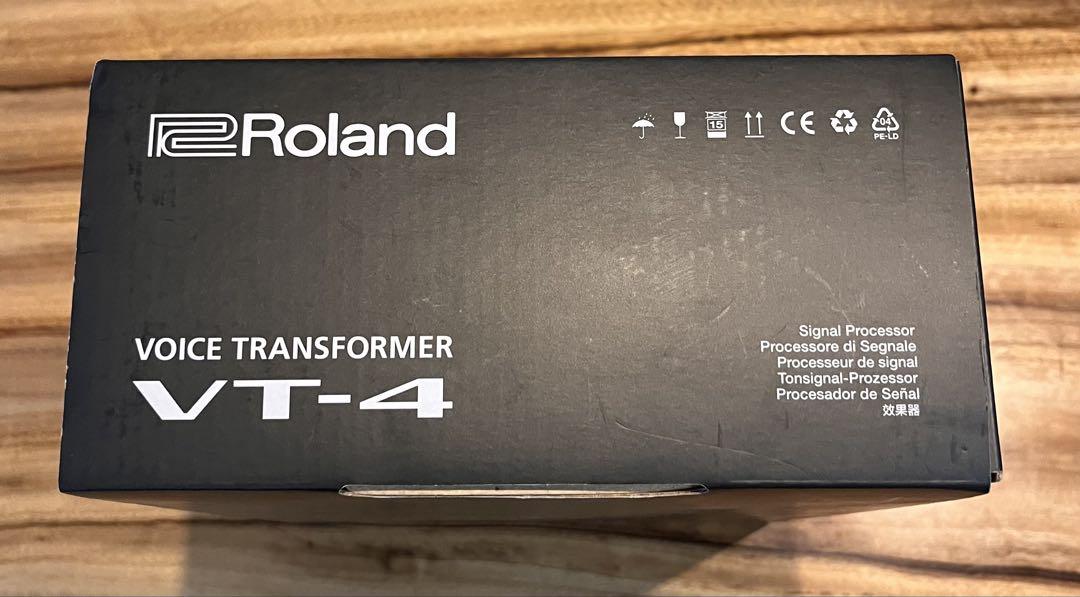 Roland
15
CE
04
PE-LD
VOICE TRANSFORMER
VT-4
Signal Processor
Processore di Segnale
Processeur de signal
Tonsignal-Prozessor
Procesador de Señal
效果器